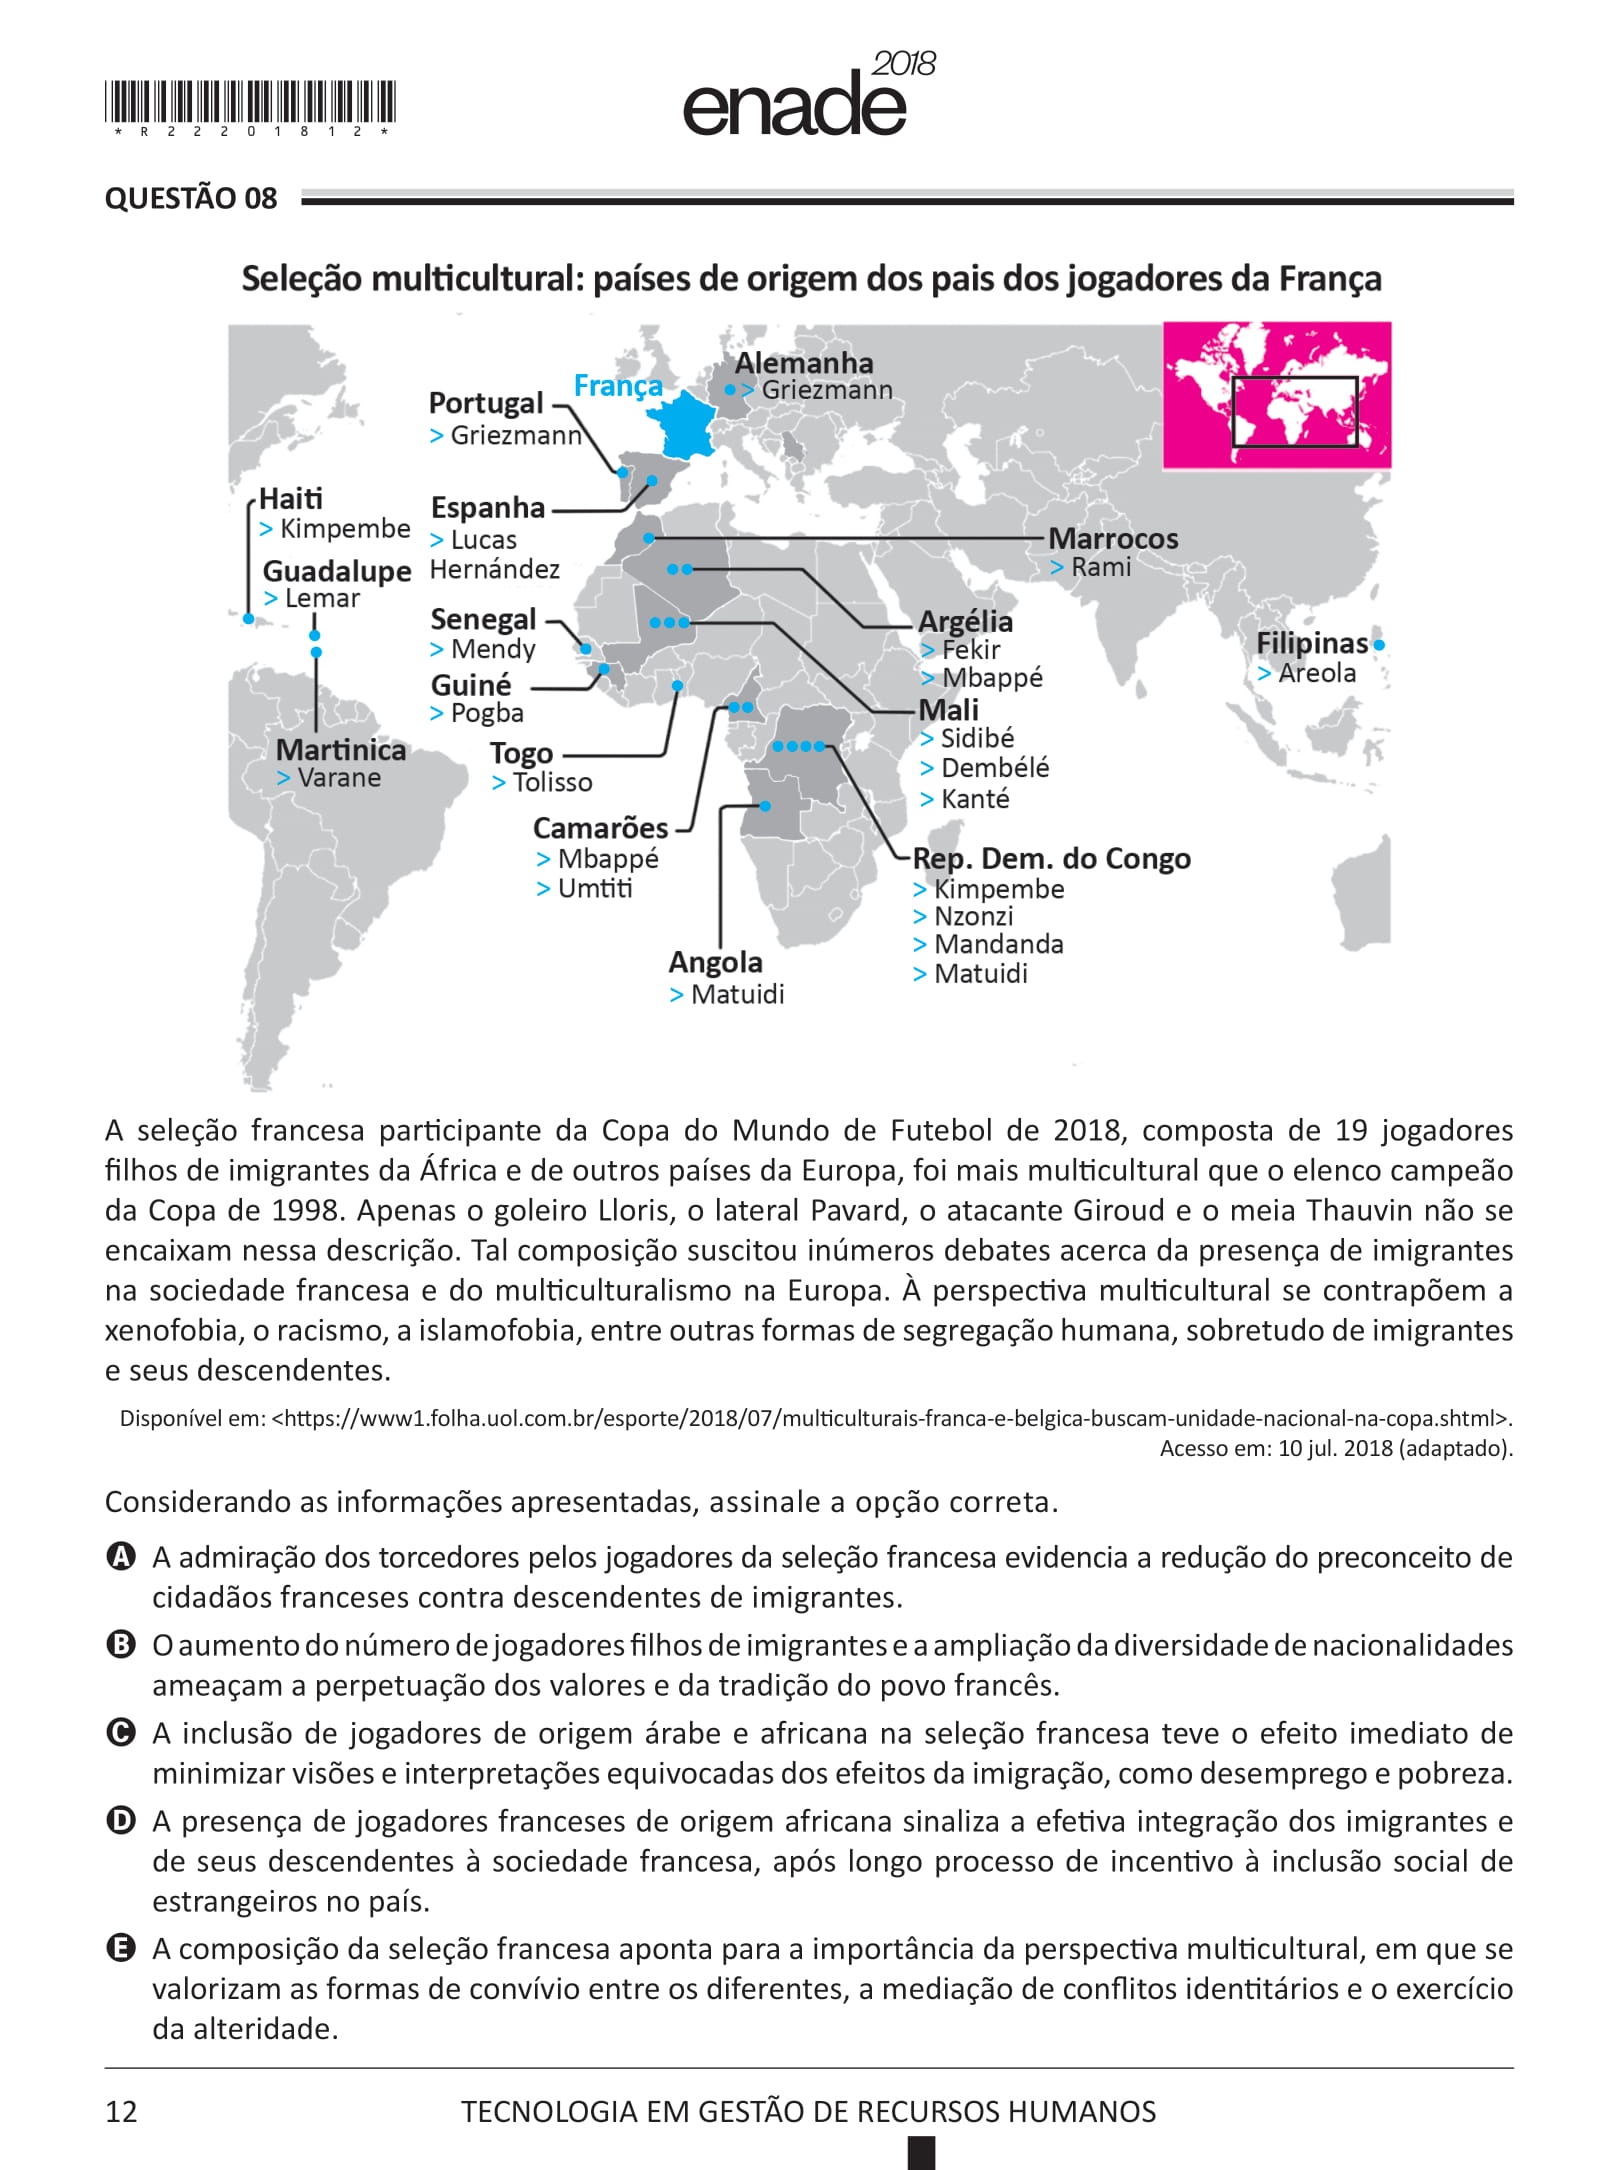 *R22201812*
enade 2018
QUESTÃO 08
Seleção multicultural: países de origem dos pais dos jogadores da França
Alemanha
> Griezmann
França
Portugal
> Griezmann
Haiti
> Kimpembe
Espanha
> Lucas
Hernández
Guadalupe
> Lemar
Marrocos
> Rami
Senegal
> Mendy
Argélia
> Fekir
> Mbappé
Filipinas
> Areola
Guiné
> Pogba
Mali
> Sidibé
> Dembélé
> Kanté
Martinica
> Varane
Togo
> Tolisso
Camarões
> Mbappé
> Umtiti
Rep. Dem. do Congo
> Kimpembe
> Nzonzi
> Mandanda
> Matuidi
Angola
> Matuidi
A seleção francesa participante da Copa do Mundo de Futebol de 2018, composta de 19 jogadores
filhos de imigrantes da África e de outros países da Europa, foi mais multicultural que o elenco campeão
da Copa de 1998. Apenas o goleiro Lloris, o lateral Pavard, o atacante Giroud e o meia Thauvin não se
encaixam nessa descrição. Tal composição suscitou inúmeros debates acerca da presença de imigrantes
na sociedade francesa e do multiculturalismo na Europa. À perspectiva multicultural se contrapõem a
xenofobia, o racismo, a islamofobia, entre outras formas de segregação humana, sobretudo de imigrantes
e seus descendentes.
Disponível em: <https://www1.folha.uol.com.br/esporte/2018/07/multiculturais-franca-e-belgica-buscam-unidade-nacional-na-copa.shtml>.
Acesso em: 10 jul. 2018 (adaptado).
Considerando as informações apresentadas, assinale a opção correta.
A A admiração dos torcedores pelos jogadores da seleção francesa evidencia a redução do preconceito de
cidadãos franceses contra descendentes de imigrantes.
B O aumento do número de jogadores filhos de imigrantes e a ampliação da diversidade de nacionalidades
ameaçam a perpetuação dos valores e da tradição do povo francês.
C A inclusão de jogadores de origem árabe e africana na seleção francesa teve o efeito imediato de
minimizar visões e interpretações equivocadas dos efeitos da imigração, como desemprego e pobreza.
D A presença de jogadores franceses de origem africana sinaliza a efetiva integração dos imigrantes e
de seus descendentes à sociedade francesa, após longo processo de incentivo à inclusão social de
estrangeiros no país.
E A composição da seleção francesa aponta para a importância da perspectiva multicultural, em que se
valorizam as formas de convívio entre os diferentes, a mediação de conflitos identitários e o exercício
da alteridade.
12
TECNOLOGIA EM GESTÃO DE RECURSOS HUMANOS